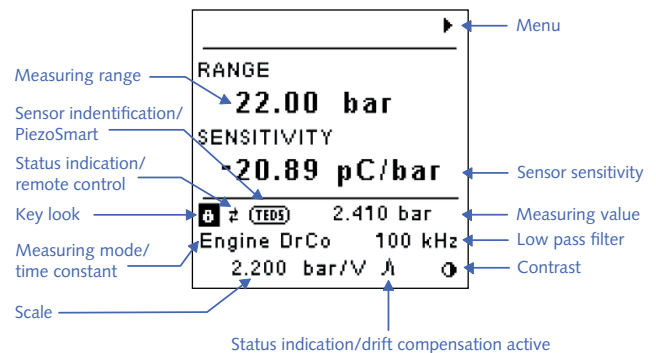 Menu
RANGE
Measuring range
22.00 bar
Sensor indentification/
PiezoSmart
SENSITIVITY
-20.89 pC/bar
Sensor sensitivity
Status indication/
remote control
Key look
TEDS 2.410 bar
Measuring value
Measuring mode/
time constant
Engine DrCo 100 kHz
Low pass filter
2.200 bar/V
Contrast
Scale
Status indication/drift compensation active